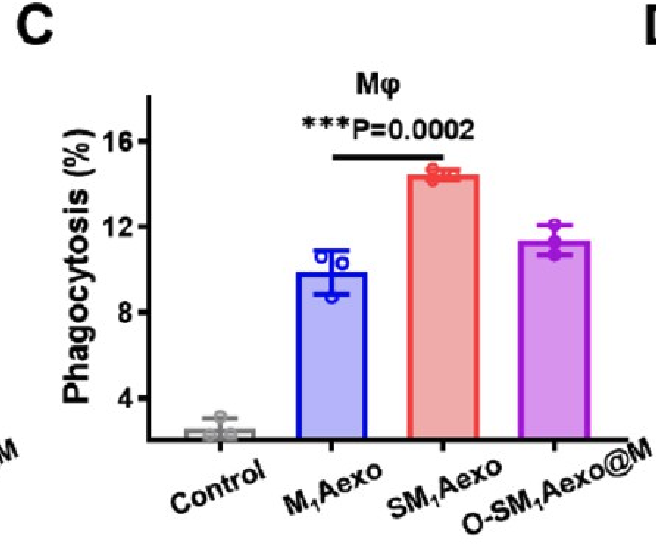 C
Mφ
***P=0.0002
Phagocytosis (%)
16
12
8
4
Control
M₁Aexo
SM₁Aexo
O-SM₁Aexo@M
M